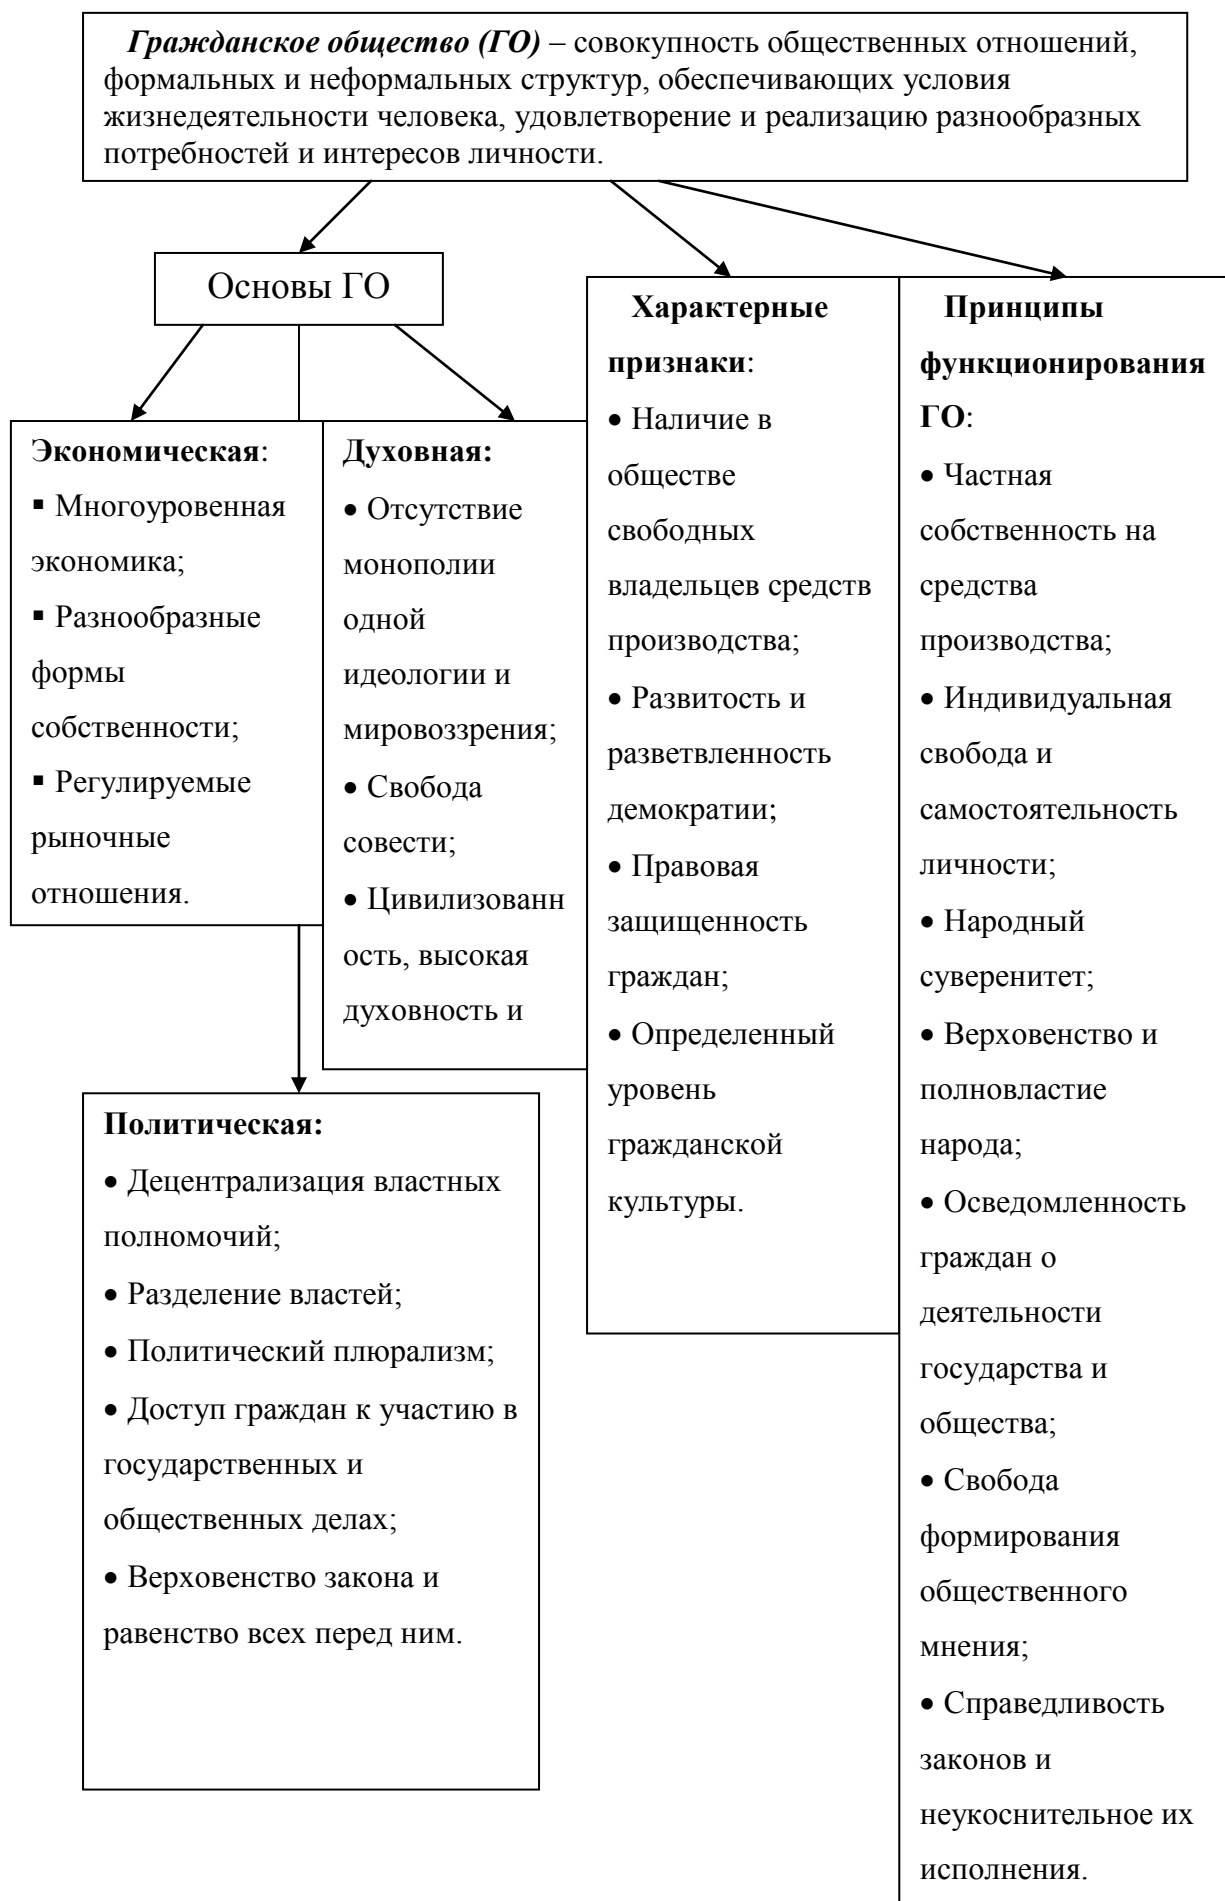 Гражданское общество (ГО) – совокупность общественных отношений,
формальных и неформальных структур, обеспечивающих условия
жизнедеятельности человека, удовлетворение и реализацию разнообразных
потребностей и интересов личности.
Основы ГО
Экономическая:
▪ Многоуровенная
экономика;
▪ Разнообразные
формы
собственности;
▪ Регулируемые
рыночные
отношения.
Духовная:
• Отсутствие
монополии
одной
идеологии и
мировоззрения;
• Свобода
совести;
• Цивилизованн
ость, высокая
духовность и
Политическая:
• Децентрализация властных
полномочий;
• Разделение властей;
• Политический плюрализм;
• Доступ граждан к участию в
государственных и
общественных делах;
• Верховенство закона и
равенство всех перед ним.
Характерные
признаки:
• Наличие в
обществе
свободных
владельцев средств
производства;
• Развитость и
разветвленность
демократии;
• Правовая
защищенность
граждан;
• Определенный
уровень
гражданской
культуры.
Принципы
функционирования
ГО:
• Частная
собственность на
средства
производства;
• Индивидуальная
свобода и
самостоятельность
личности;
• Народный
суверенитет;
• Верховенство и
полновластие
народа;
• Осведомленность
граждан о
деятельности
государства и
общества;
• Свобода
формирования
общественного
мнения;
• Справедливость
законов и
неукоснительное их
исполнения.